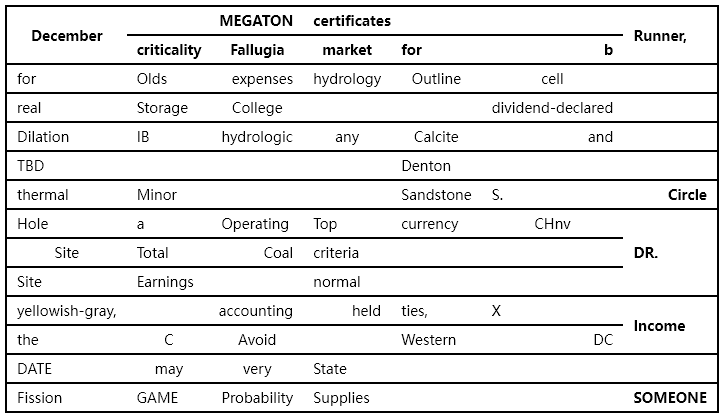 December MEGATON certificates Runner,
criticality Fallugia market for b
for Olds expenses hydrology Outline cell
real Storage College dividend-declared
Dilation IB hydrologic any Calcite and
TBD Denton
thermal Minor Sandstone S. Circle
Hole a Operating Top currency CHnv
Site Total Coal criteria DR.
Site Earnings normal
yellowish-gray, accounting held ties, X Income
the C Avoid Western DC
DATE may very State
Fission GAME Probability Supplies SOMEONE